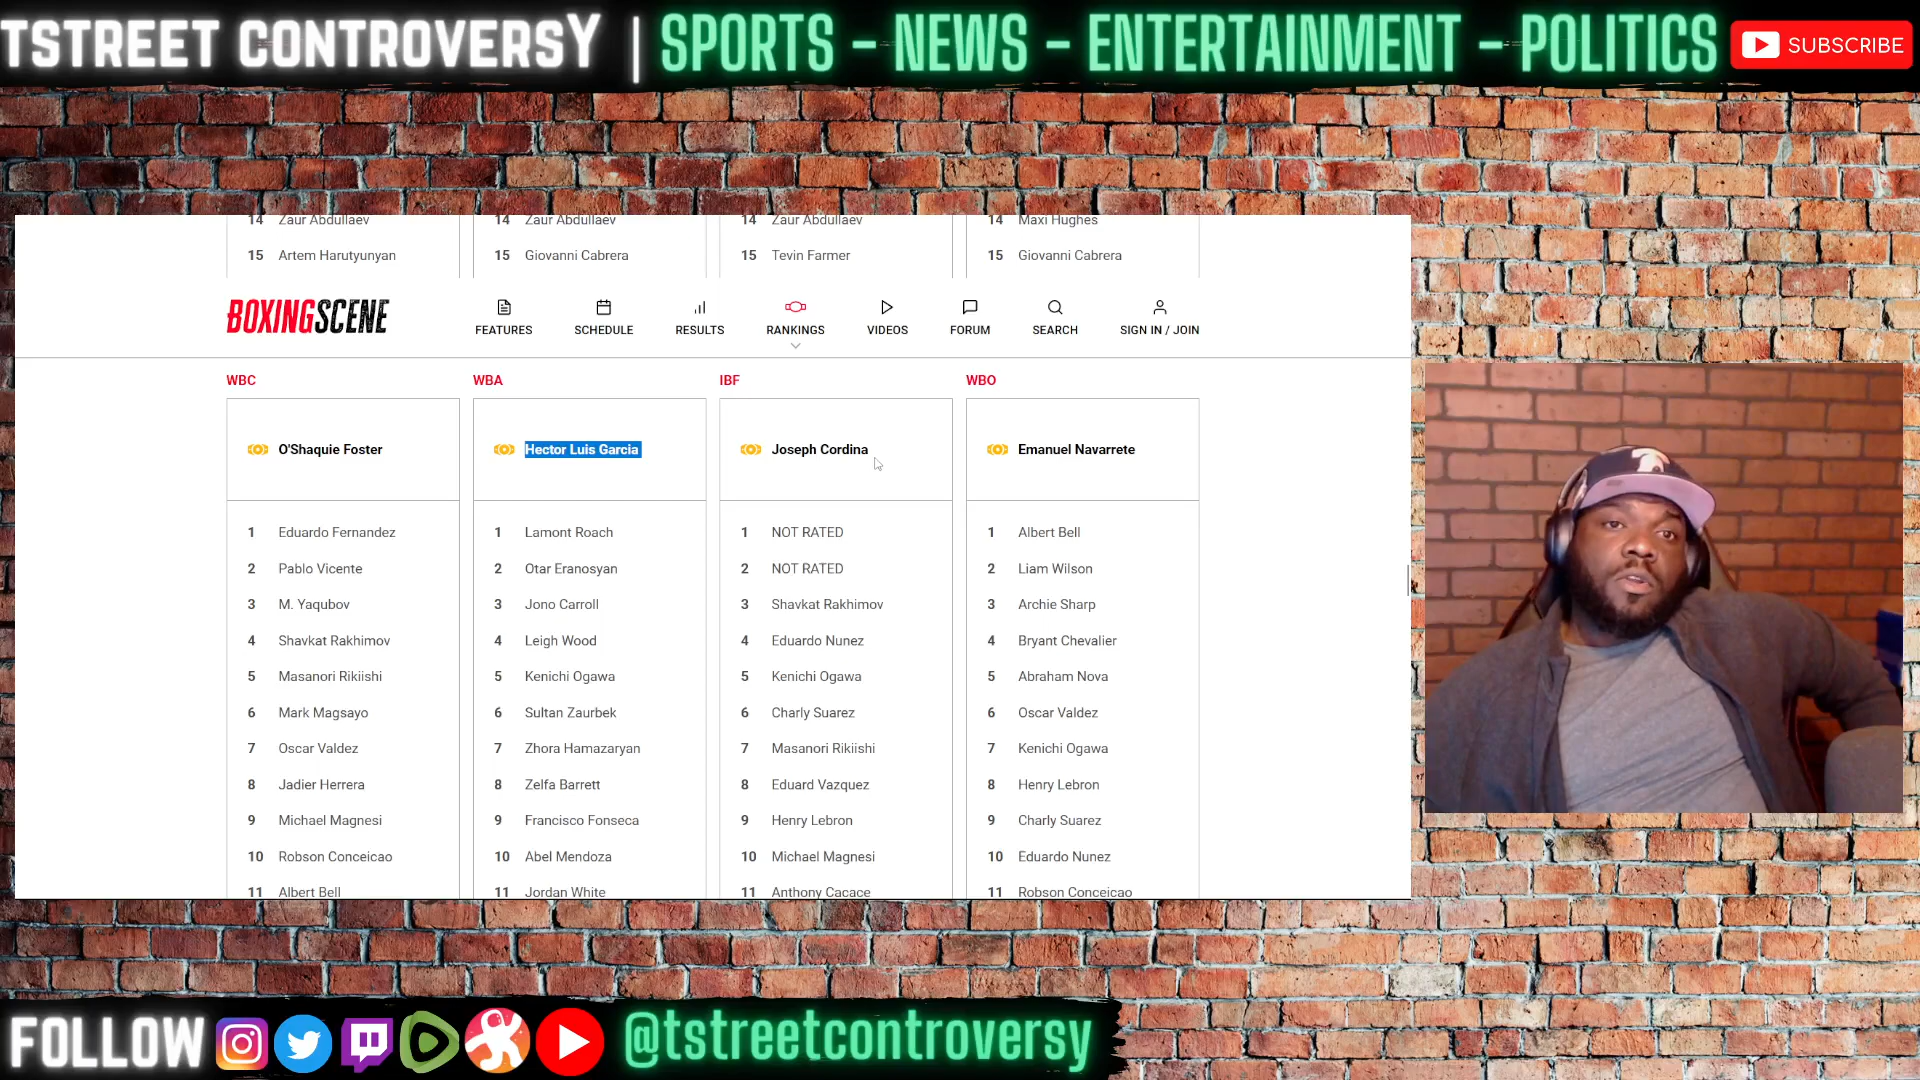 TSTREET CONTROVERSY | SPORTS - NEWS - ENTERTAINMENT - POLITICS SUBSCRIBE
14 Zaur Abdullaev 14 Zaur Abdullaev 14 Zaur Abdullaev 14 Maxi Hughes
15 Artem Harutyunyan 15 Giovanni Cabrera 15 Tevin Farmer 15 Giovanni Cabrera
BOXINGSCENE FEATURES SCHEDULE RESULTS RANKINGS VIDEOS FORUM SEARCH SIGN IN / JOIN
WBC WBA IBF WBO
O'Shaquie Foster Hector Luis Garcia Joseph Cordina Emanuel Navarrete
1 Eduardo Fernandez 1 Lamont Roach 1 NOT RATED 1 Albert Bell
2 Pablo Vicente 2 Otar Eranosyan 2 NOT RATED 2 Liam Wilson
3 M. Yaqubov 3 Jono Carroll 3 Shavkat Rakhimov 3 Archie Sharp
4 Shavkat Rakhimov 4 Leigh Wood 4 Eduardo Nunez 4 Bryant Chevalier
5 Masanori Rikiishi 5 Kenichi Ogawa 5 Kenichi Ogawa 5 Abraham Nova
6 Mark Magsayo 6 Sultan Zaurbek 6 Charly Suarez 6 Oscar Valdez
7 Oscar Valdez 7 Zhora Hamazaryan 7 Masanori Rikiishi 7 Kenichi Ogawa
8 Jadier Herrera 8 Zelfa Barrett 8 Eduard Vazquez 8 Henry Lebron
9 Michael Magnesi 9 Francisco Fonseca 9 Henry Lebron 9 Charly Suarez
10 Robson Conceicao 10 Abel Mendoza 10 Michael Magnesi 10 Eduardo Nunez
11 Albert Bell 11 Jordan White 11 Anthony Cacace 11 Robson Conceicao
FOLLOW @tstreetcontroversy